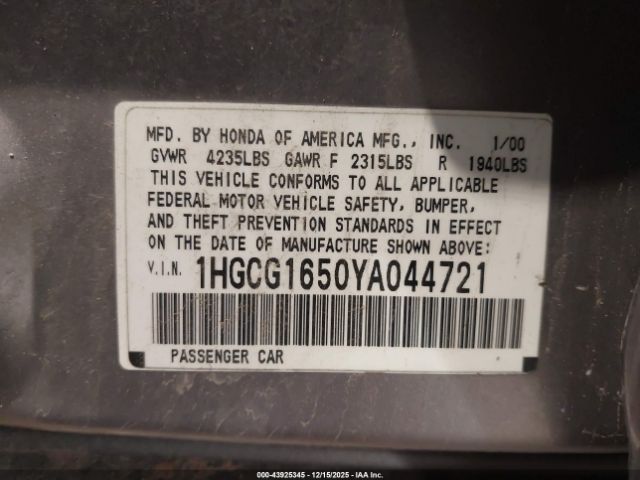 MFD. BY HONDA OF AMERICA MFG., INC. 1/00
GVWR 4235LBS GAWR F 2315LBS R 1940LBS
THIS VEHICLE CONFORMS TO ALL APPLICABLE
FEDERAL MOTOR VEHICLE SAFETY, BUMPER,
AND THEFT PREVENTION STANDARDS IN EFFECT
ON THE DATE OF MANUFACTURE SHOWN ABOVE:
V.I.N. 1HGCG1650YA044721
PASSENGER CAR
000-43925345 - 12/15/2025 - IAA Inc.